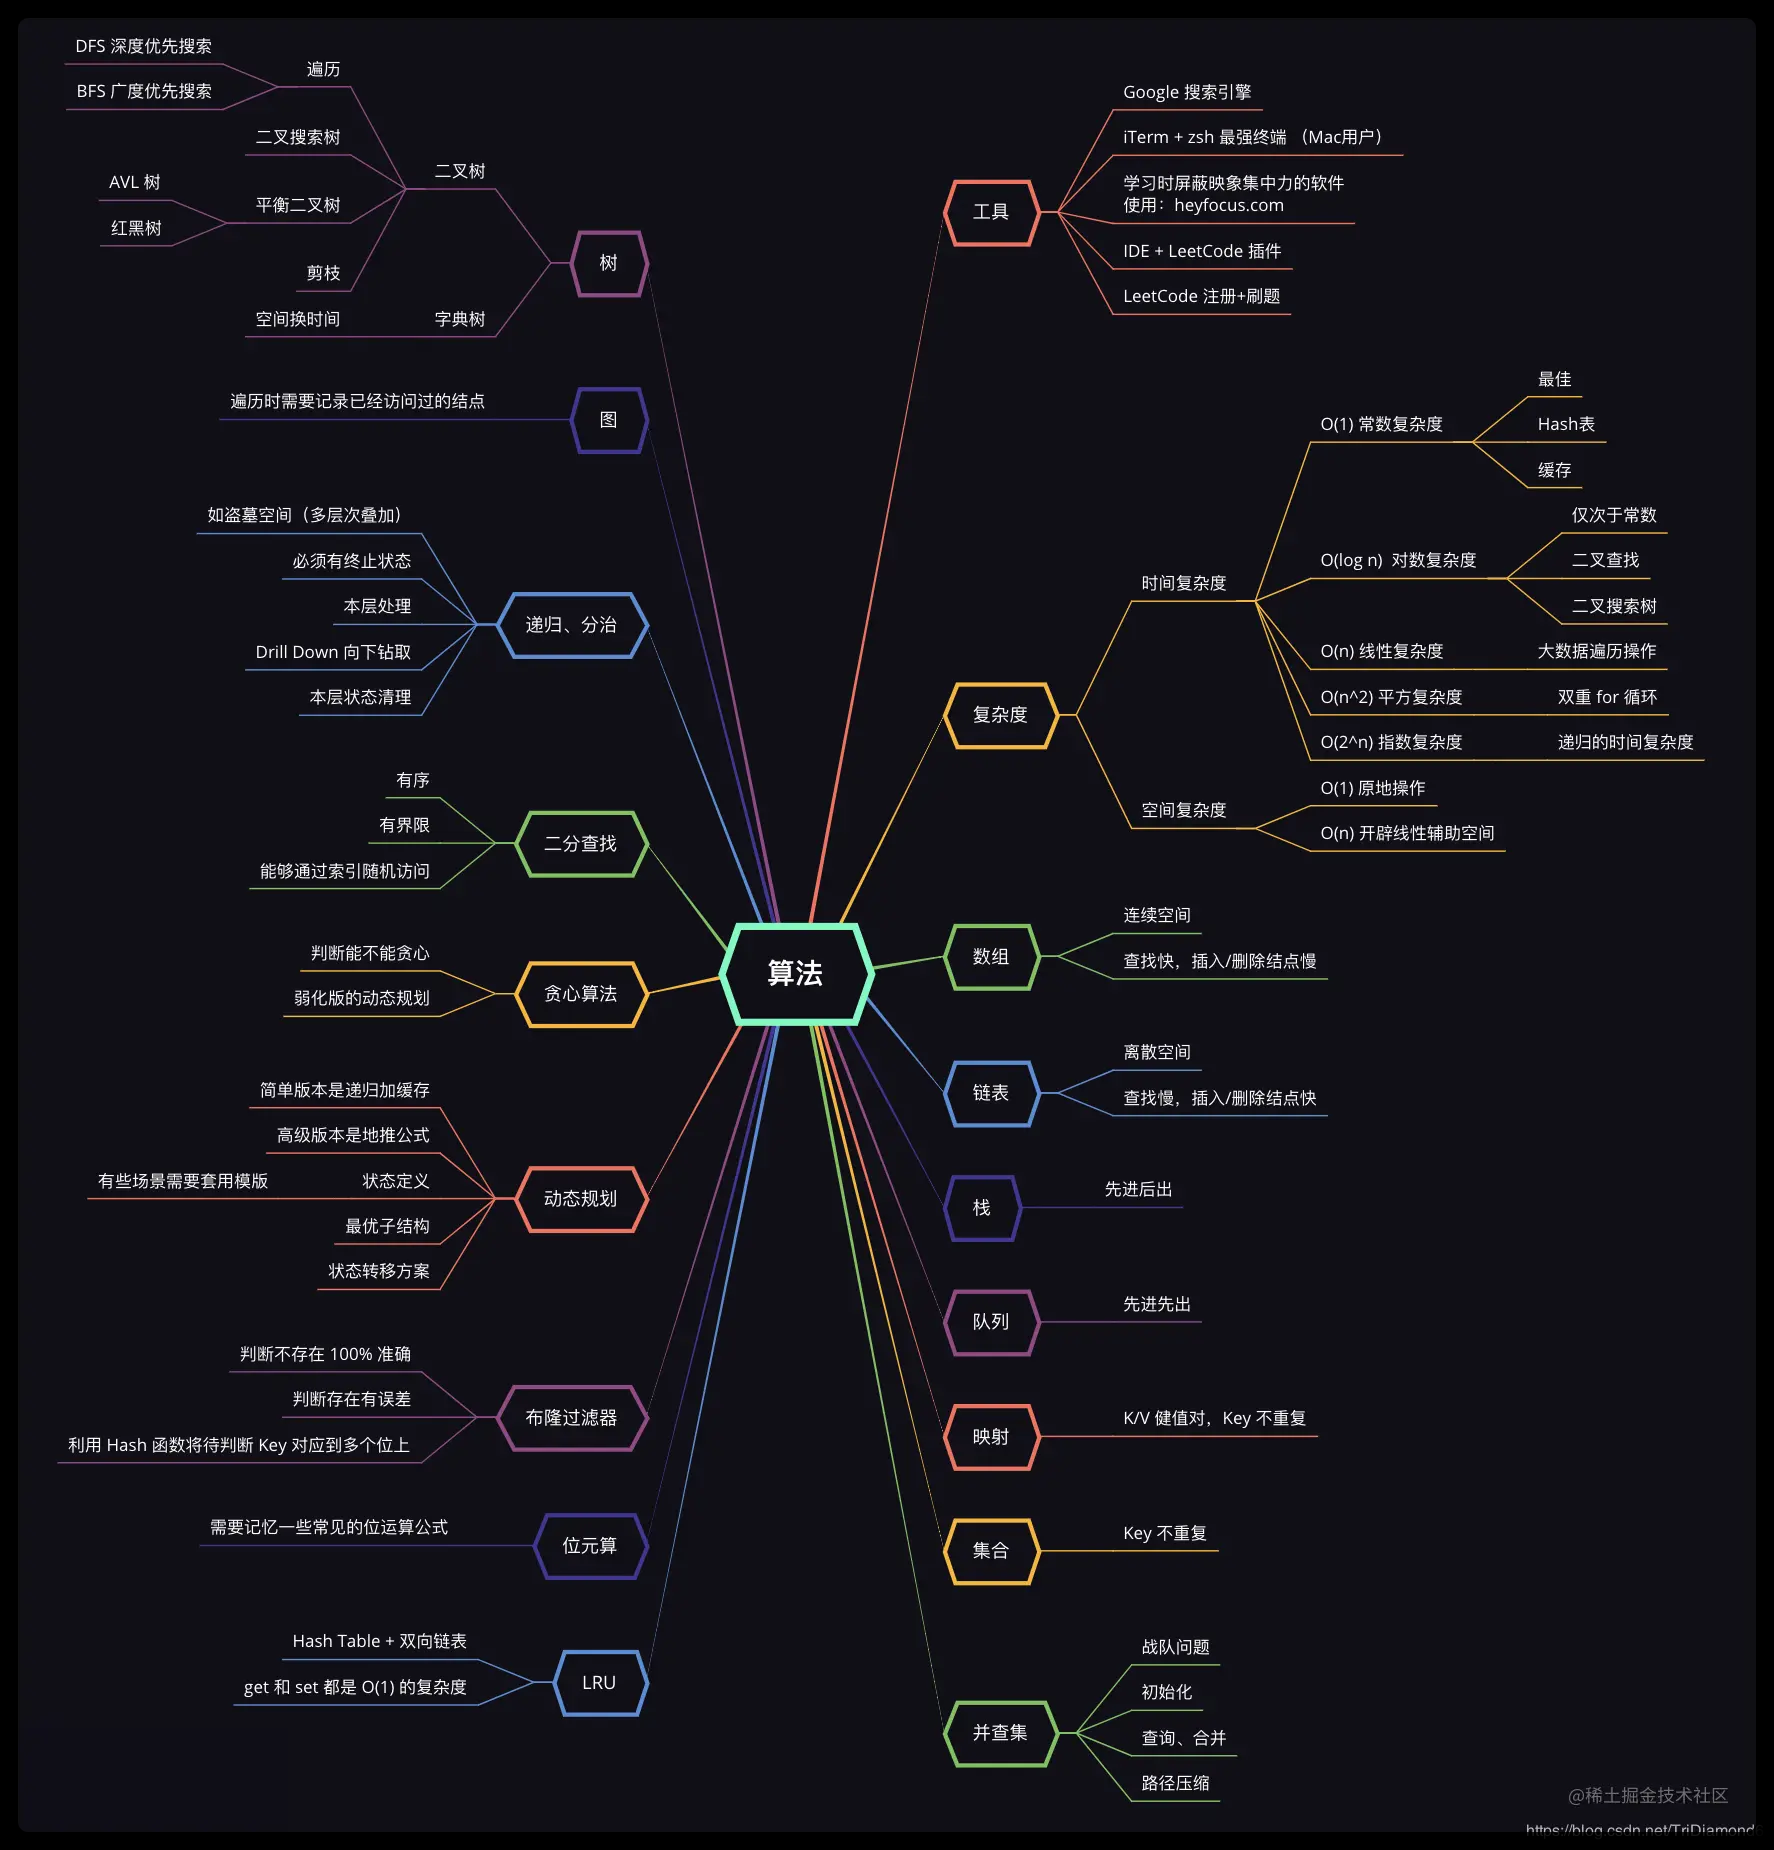 算法
工具
Google 搜索引擎
iTerm + zsh 最强终端 （Mac用户）
学习时屏蔽映象集中力的软件
使用：heyfocus.com
IDE + LeetCode 插件
LeetCode 注册+刷题
复杂度
时间复杂度
O(1) 常数复杂度
最佳
Hash表
缓存
O(log n) 对数复杂度
仅次于常数
二叉查找
二叉搜索树
O(n) 线性复杂度
大数据遍历操作
O(n^2) 平方复杂度
双重 for 循环
O(2^n) 指数复杂度
递归的时间复杂度
空间复杂度
O(1) 原地操作
O(n) 开辟线性辅助空间
数组
连续空间
查找快，插入/删除结点慢
链表
离散空间
查找慢，插入/删除结点快
栈
先进后出
队列
先进先出
映射
K/V 健值对，Key 不重复
集合
Key 不重复
并查集
战队问题
初始化
查询、合并
路径压缩
树
二叉树
遍历
DFS 深度优先搜索
BFS 广度优先搜索
二叉搜索树
平衡二叉树
AVL 树
红黑树
剪枝
字典树
空间换时间
图
遍历时需要记录已经访问过的结点
递归、分治
如盗墓空间（多层次叠加）
必须有终止状态
本层处理
Drill Down 向下钻取
本层状态清理
二分查找
有序
有界限
能够通过索引随机访问
贪心算法
判断能不能贪心
弱化版的动态规划
动态规划
简单版本是递归加缓存
高级版本是地推公式
状态定义
有些场景需要套用模版
最优子结构
状态转移方案
布隆过滤器
判断不存在 100% 准确
判断存在有误差
利用 Hash 函数将待判断 Key 对应到多个位上
位元算
需要记忆一些常见的位运算公式
LRU
Hash Table + 双向链表
get 和 set 都是 O(1) 的复杂度
@稀土掘金技术社区
https://blog.csdn.net/TriDiamond